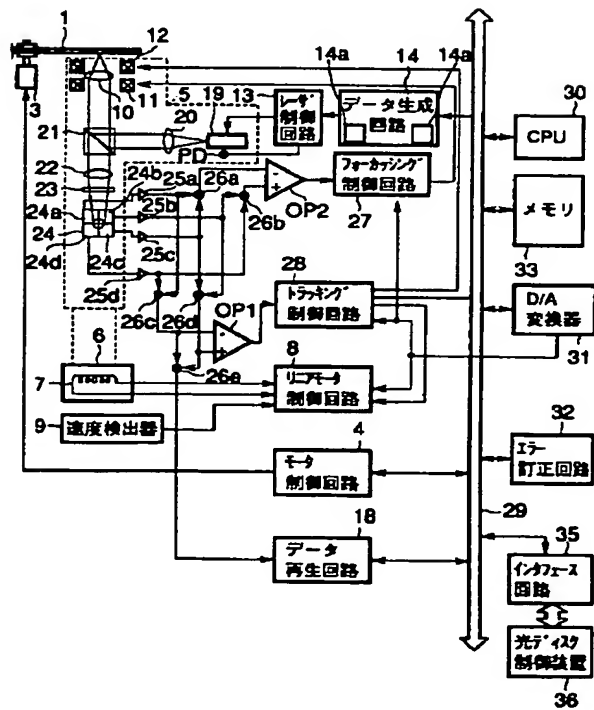 1
12
14a
14
14a
29
3
13
5
19
レーザ
制御
回路
データ生成
回路
30
CPU
11
10
20
21
PD
22
23
24b
25a
26a
25b
24a
24
25c
24d
24c
25d
26b
OP2
フォーカッシング
制御回路
27
メモリ
33
28
26c
26d
OP1
トラッキング
制御回路
D/A
変換器
31
6
7
26e
8
リニアモータ
制御回路
9
速度検出器
4
モータ
制御回路
32
エラー
訂正回路
29
18
データ
再生回路
35
インタフェース
回路
光ディスク
制御装置
36